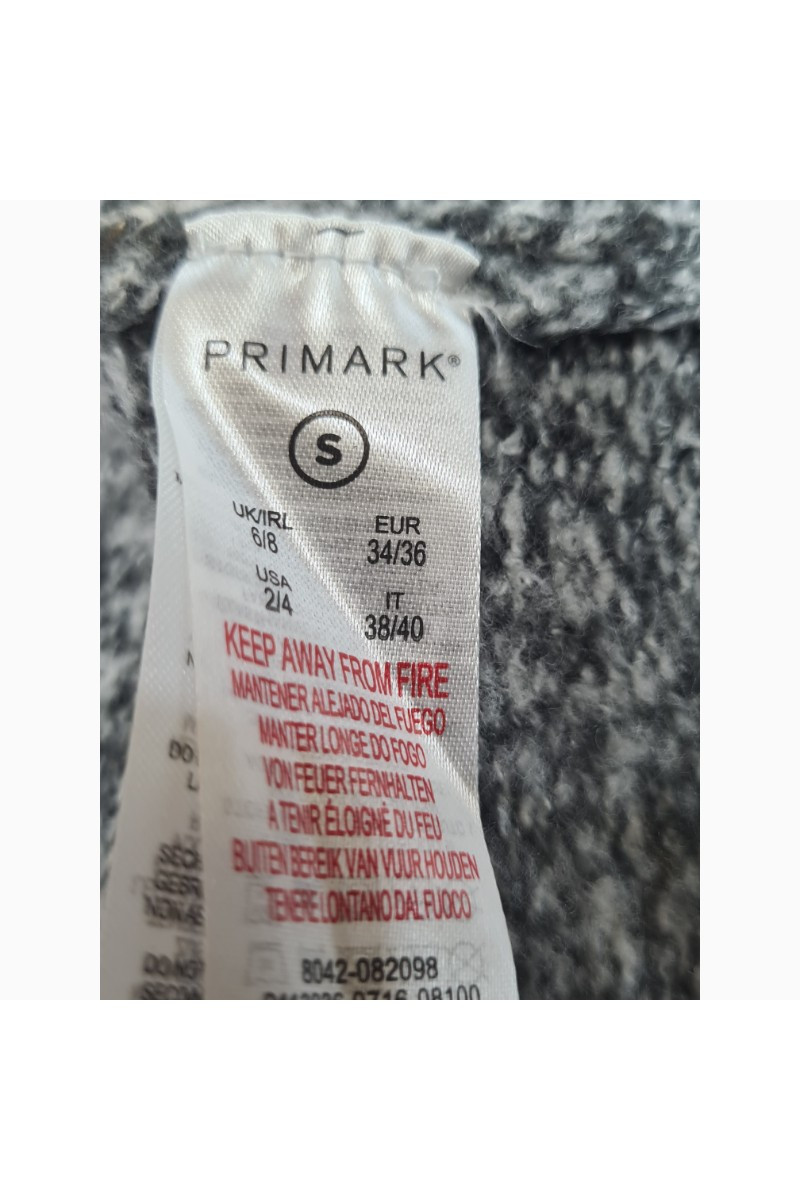 PRIMARK®
S
UK/IRL
6/8
EUR
34/36
USA
2/4
IT
38/40
KEEP AWAY FROM FIRE
MANTENER ALEJADO DEL FUEGO
MANTER LONGE DO FOGO
VON FEUER FERNHALTEN
A TENIR ÉLOIGNÉ DU FEU
BUITEN BEREIK VAN VUUR HOUDEN
TENERE LONTANO DAL FUOCO
8042-082098
0716-08100